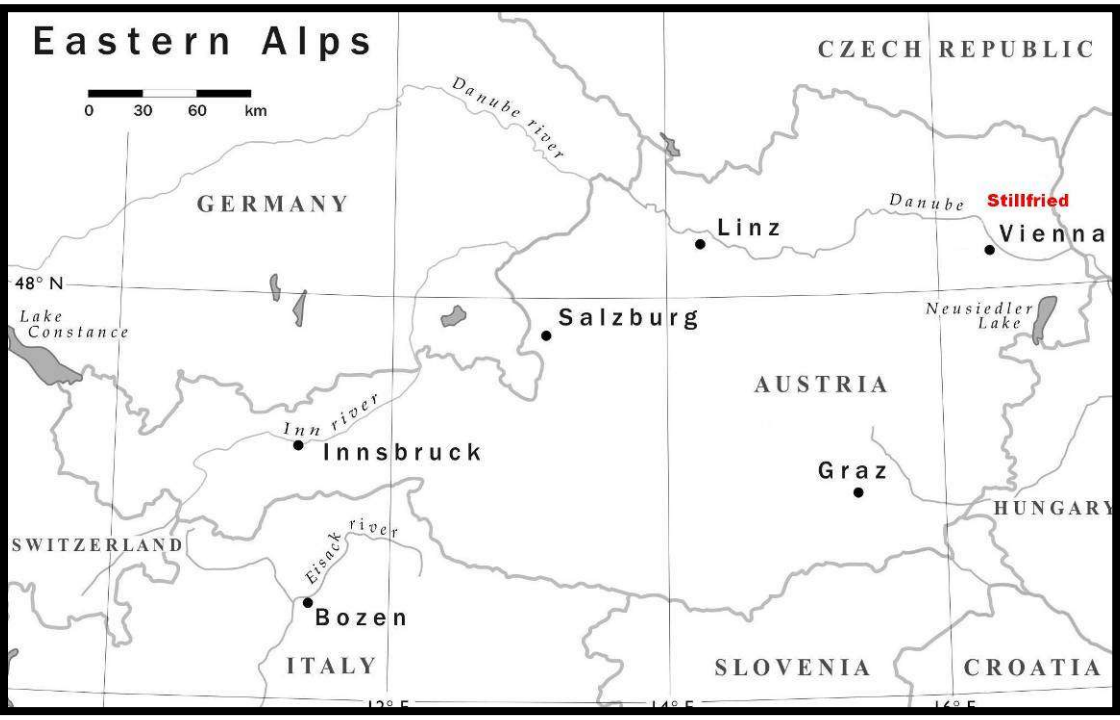 Eastern Alps
CZECH REPUBLIC
0 30 60 km
Danube river
GERMANY
Danube
Stillfried
Linz
Vienna
48° N
Lake
Constance
Salzburg
Neusiedler
Lake
AUSTRIA
Inn river
Innsbruck
Graz
HUNGARY
SWITZERLAND
Eisack river
Bozen
ITALY
SLOVENIA
CROATIA